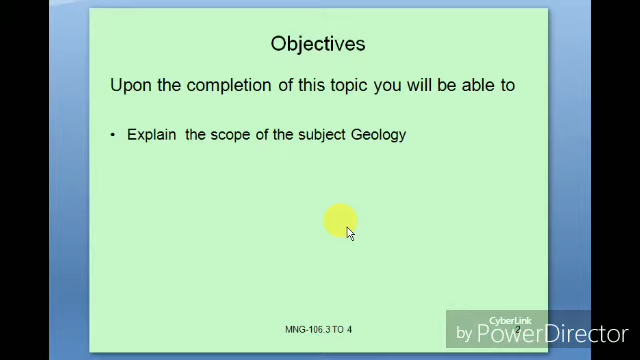 Objectives
Upon the completion of this topic you will be able to
• Explain the scope of the subject Geology
MNG-106.3 TO 4
2
CyberLink
by PowerDirector